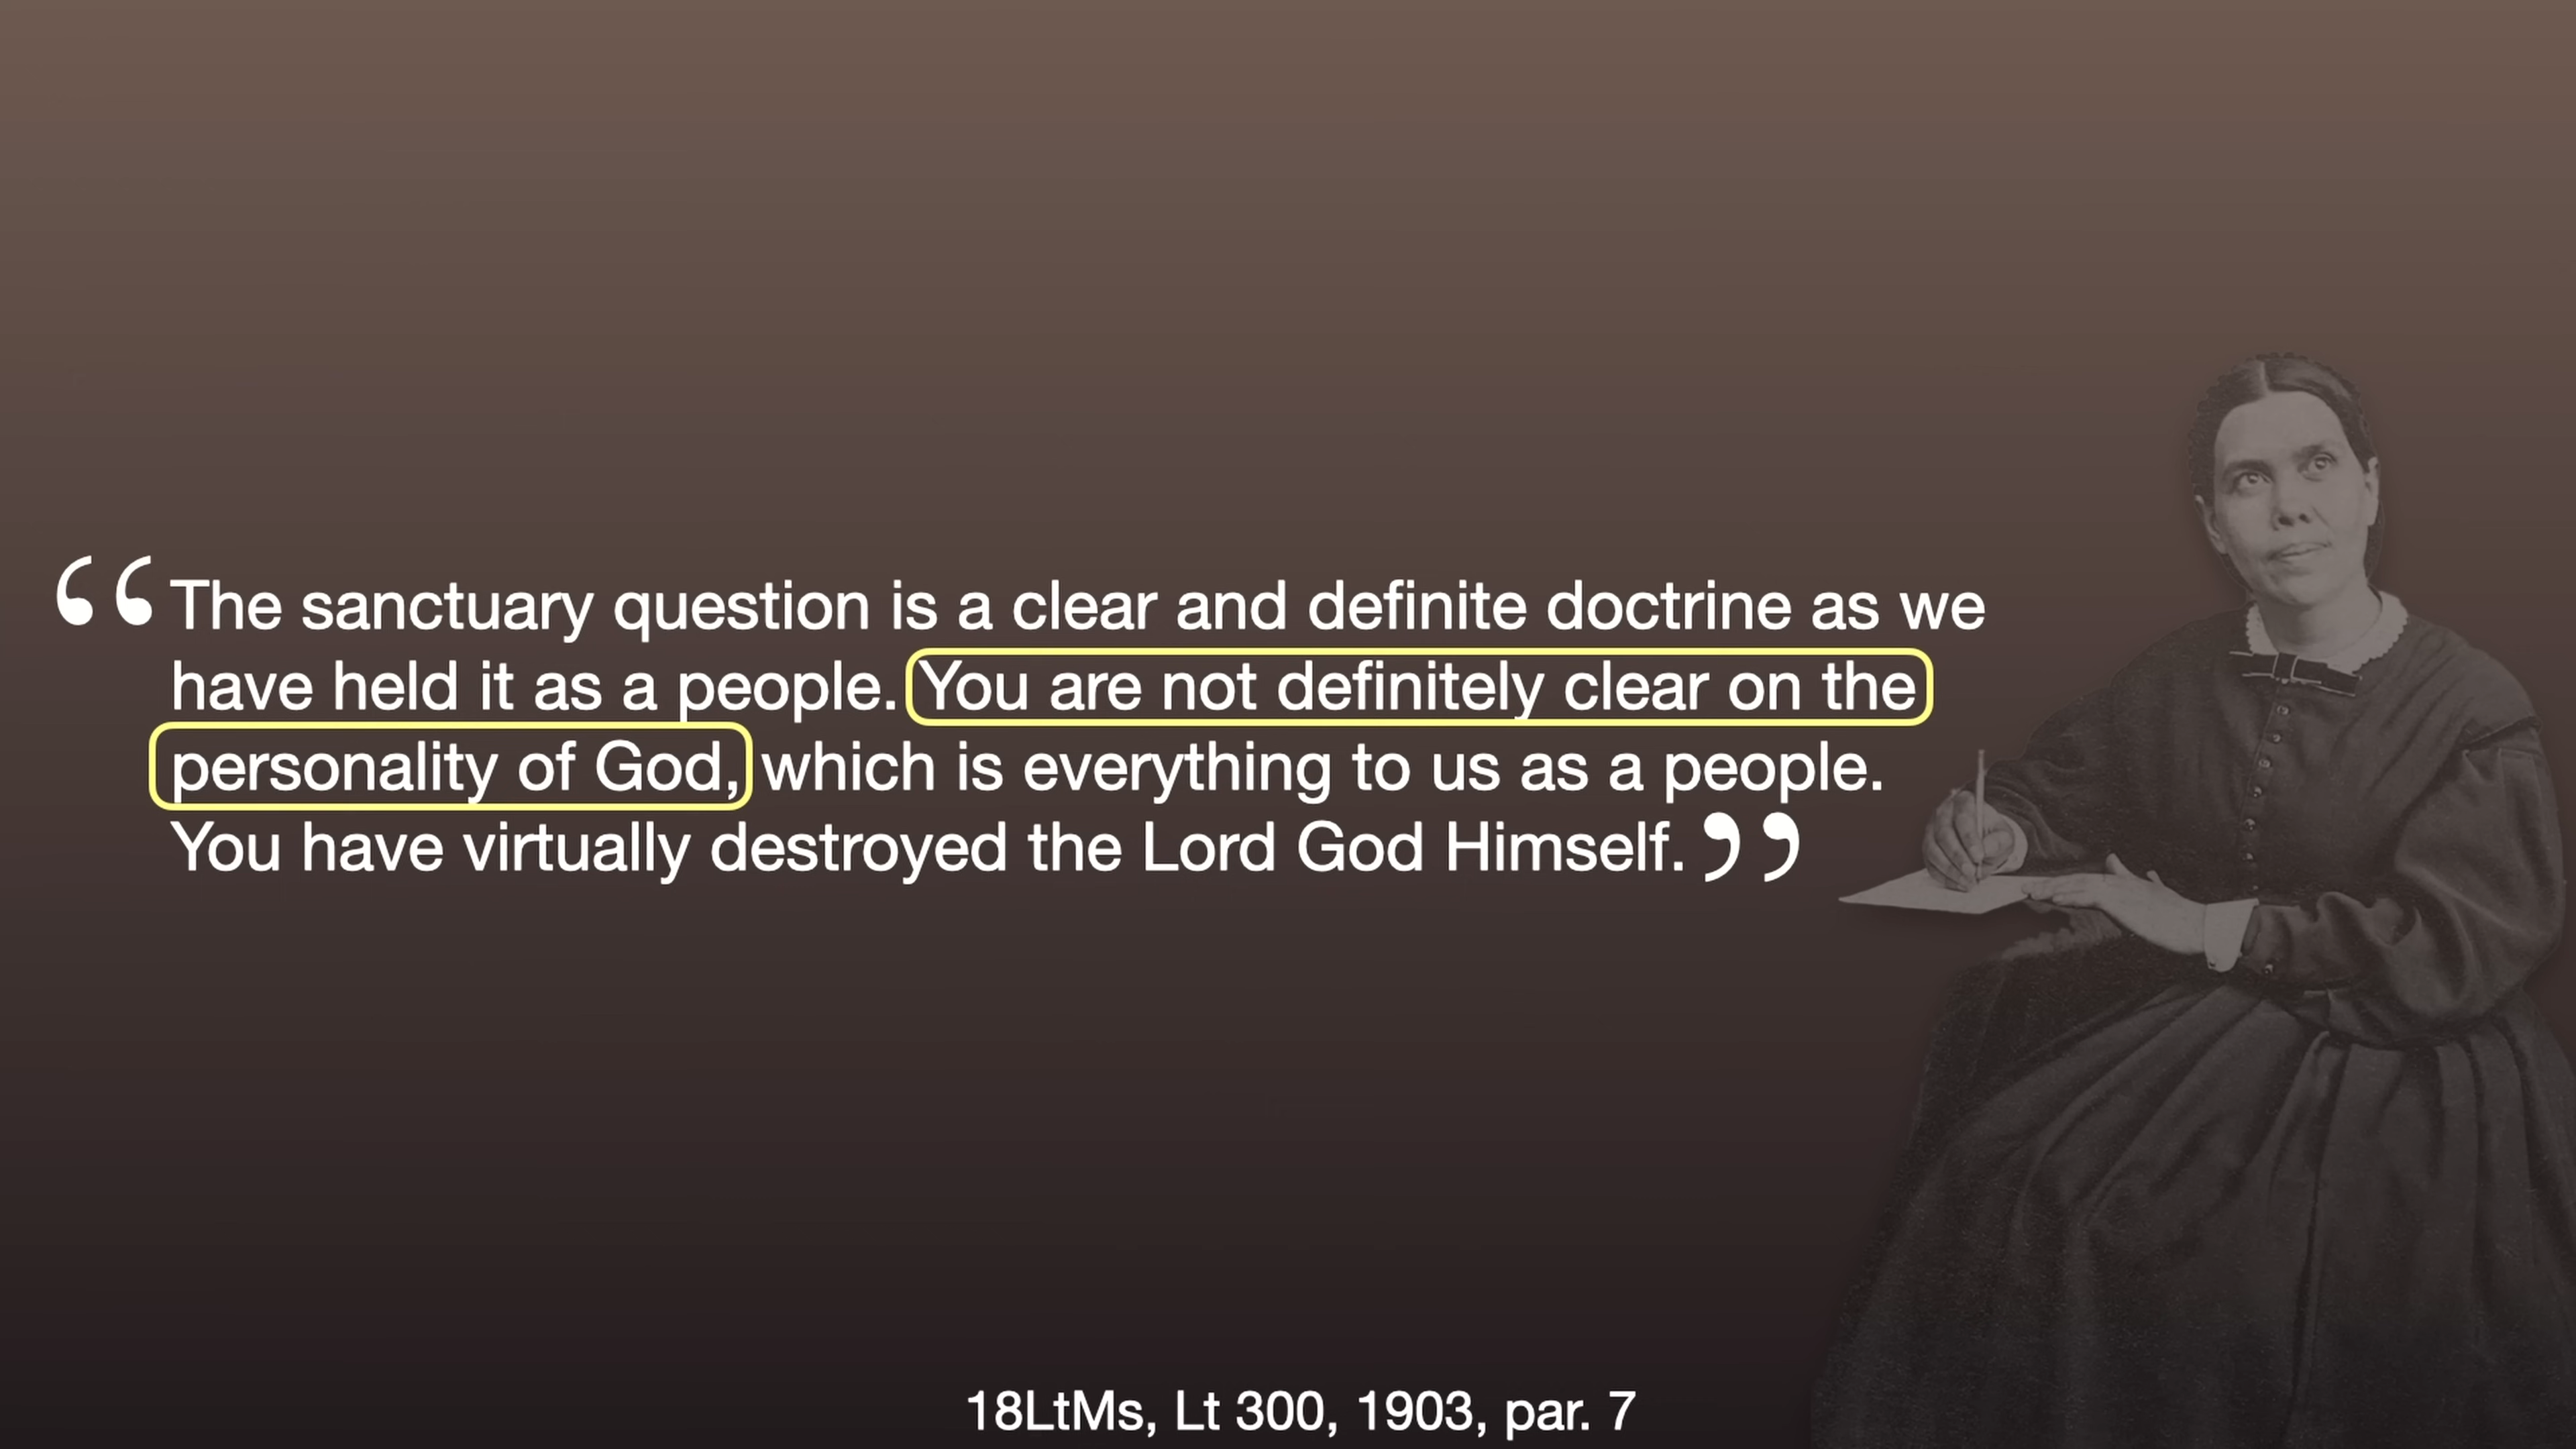 “The sanctuary question is a clear and definite doctrine as we
have held it as a people. You are not definitely clear on the
personality of God, which is everything to us as a people.
You have virtually destroyed the Lord God Himself.”
18LtMs, Lt 300, 1903, par. 7